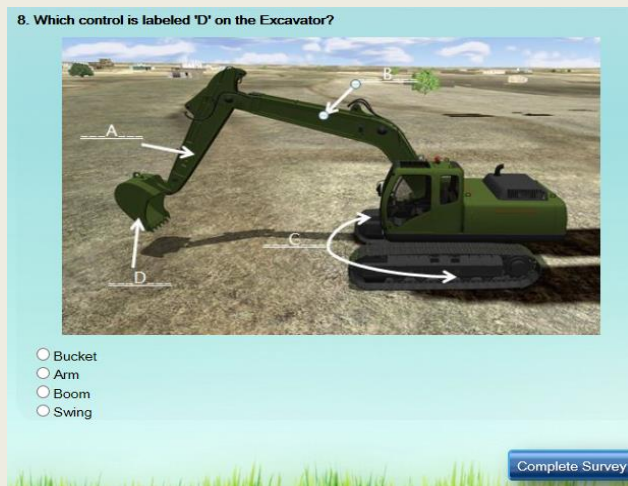 8. Which control is labeled 'D' on the Excavator?
B
A
C
D
Bucket
Arm
Boom
Swing
Complete Survey